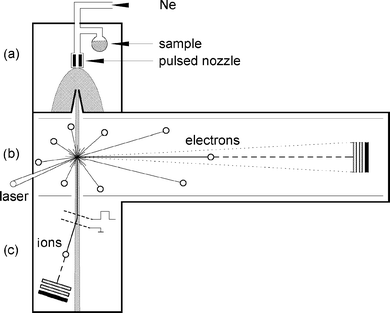 Ne
sample
(a)
pulsed nozzle
electrons
(b)
laser
ions
(c)